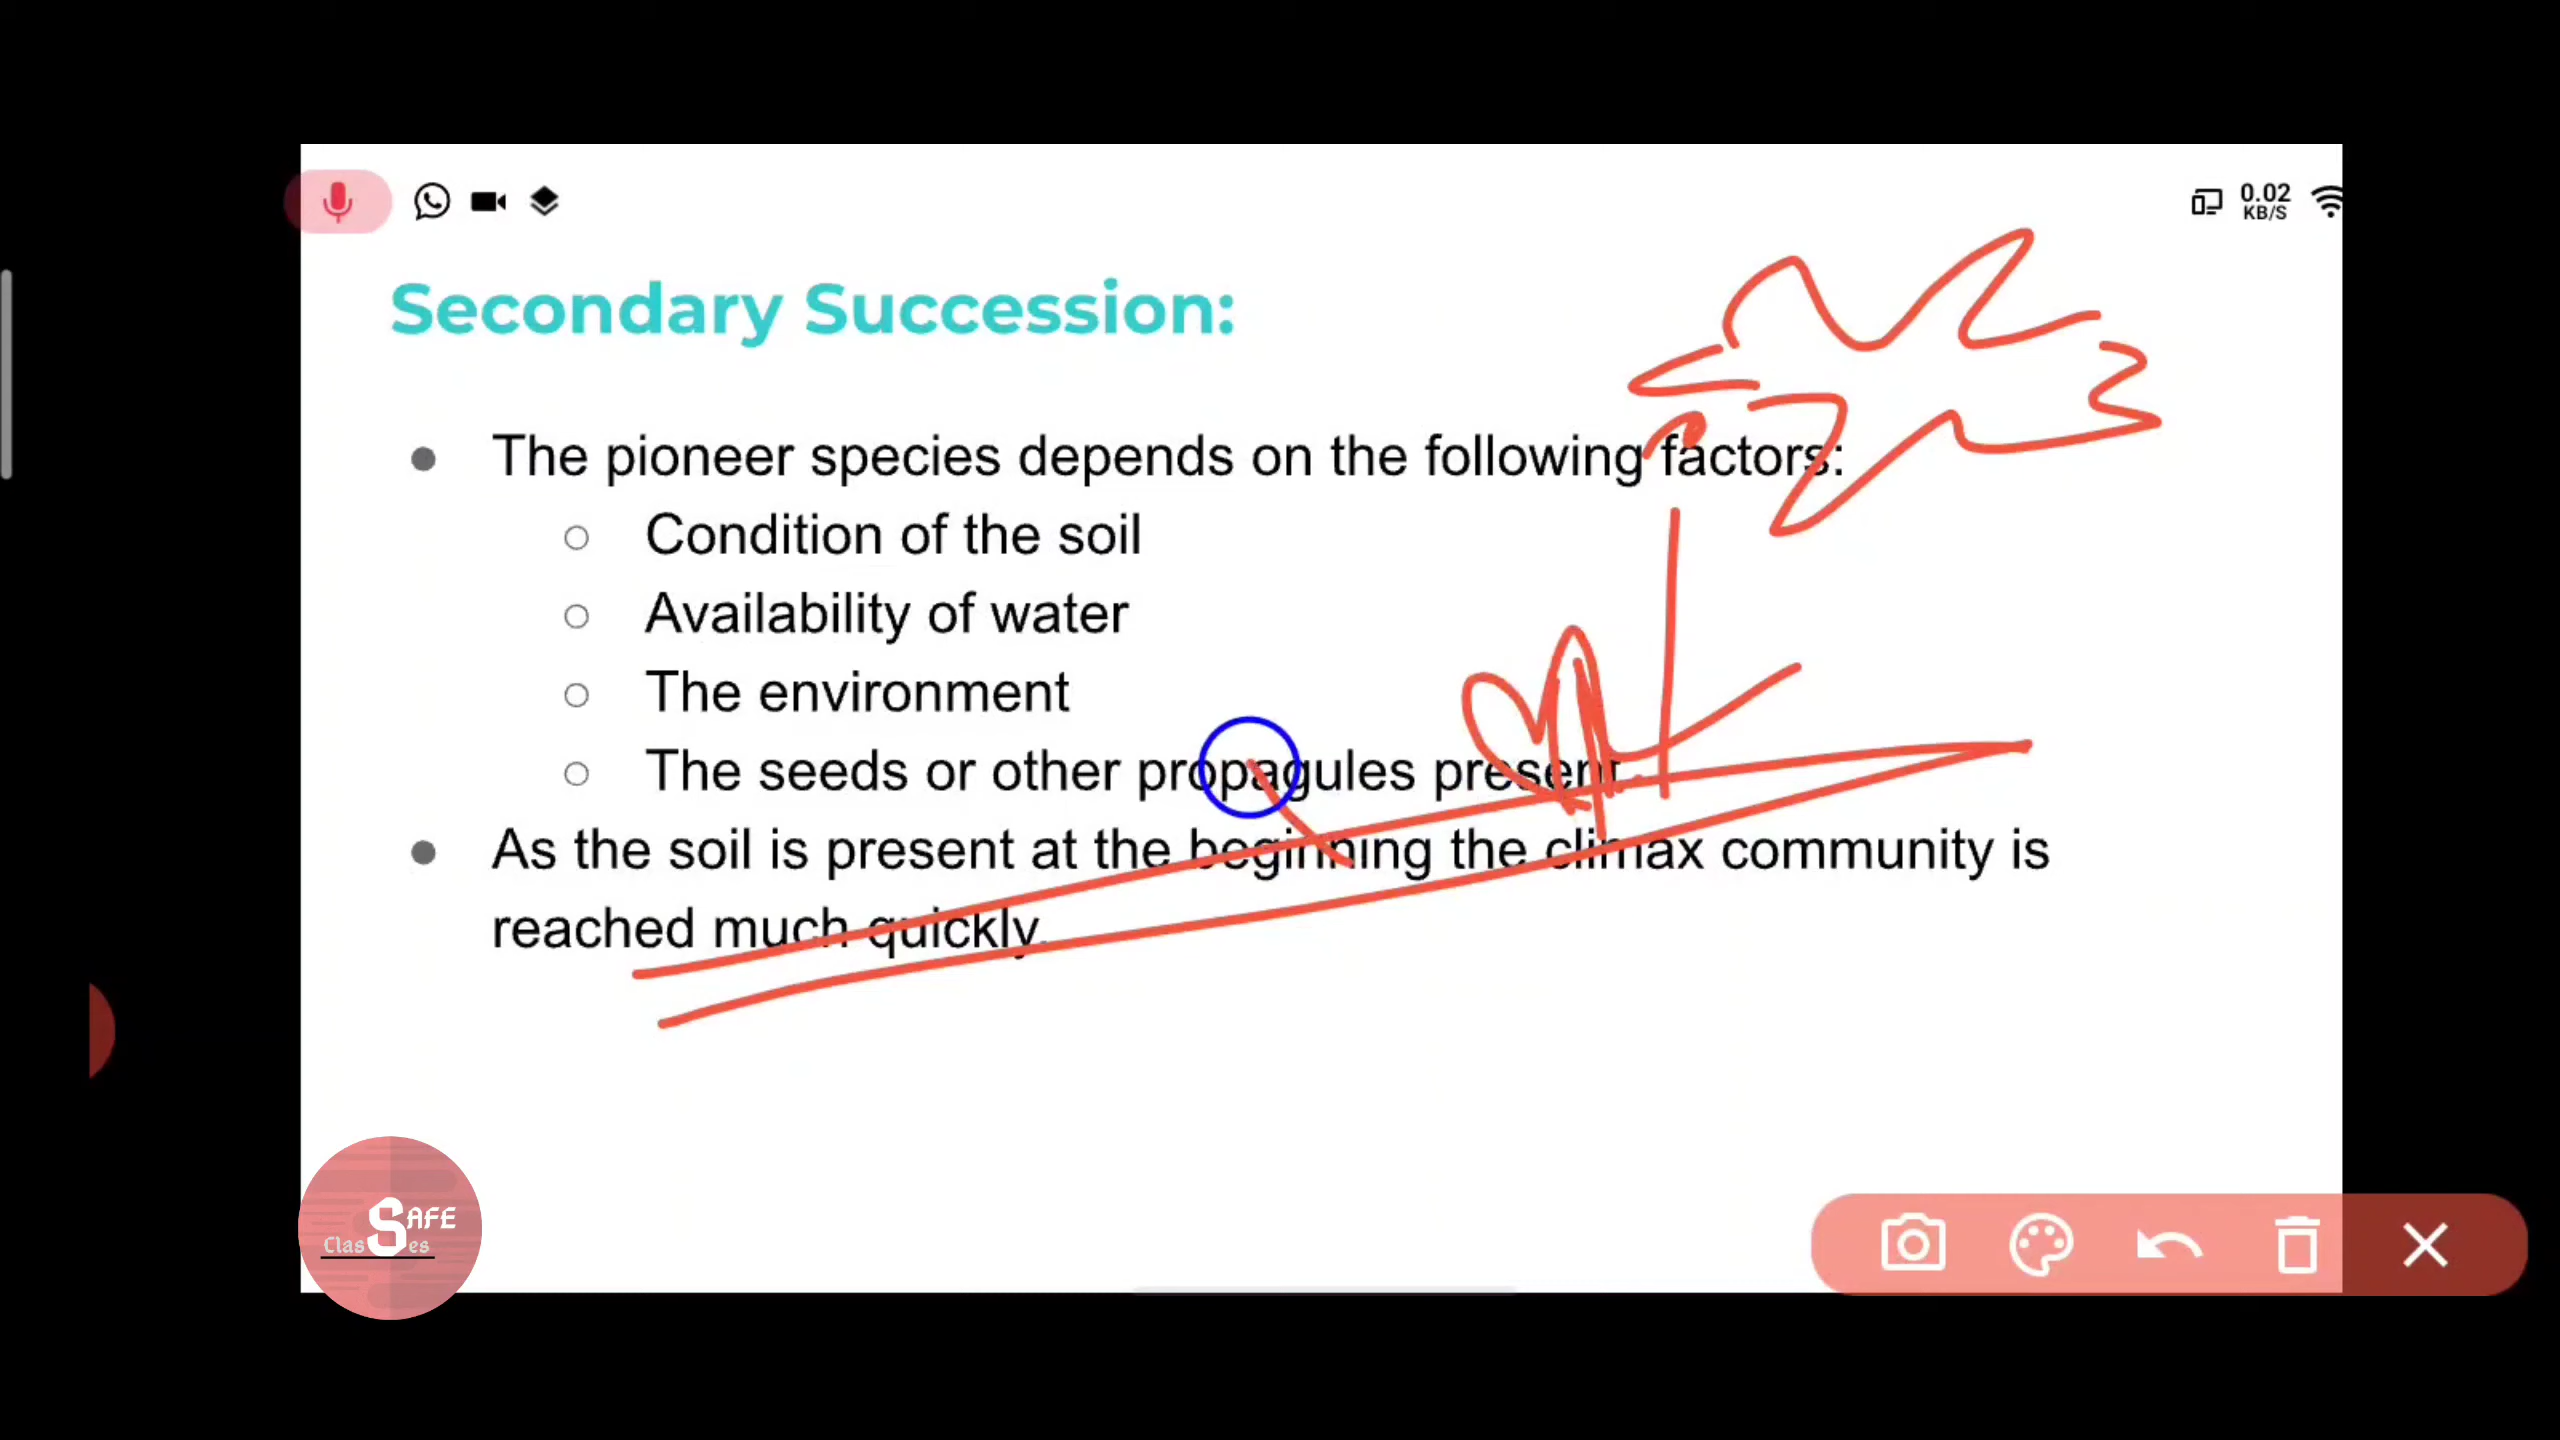 0.02
KB/S
Secondary Succession:
The pioneer species depends on the following factors:
Condition of the soil
Availability of water
The environment
The seeds or other propagules present.
As the soil is present at the beginning the climax community is
reached much quickly.
SAFE
Classes